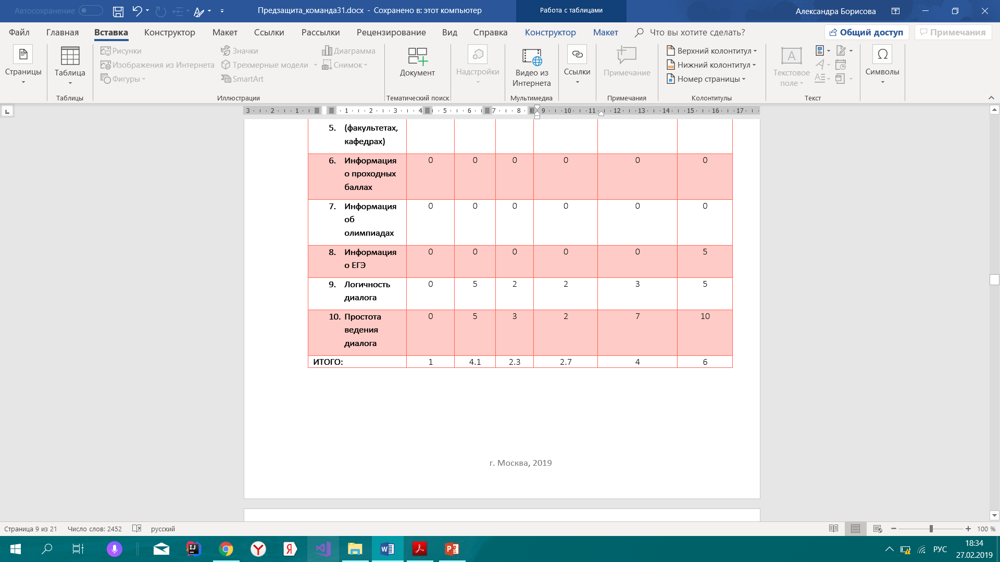 Автосохранение
Предзащита_команда31.docx - Сохранено в: этот компьютер
Работа с таблицами
Александра Борисова
Файл Главная Вставка Конструктор Макет Ссылки Рассылки Рецензирование Вид Справка Конструктор Макет Что вы хотите сделать? Общий доступ Примечания
Страницы
Таблица
Таблицы
Рисунки
Изображения из Интернета
Фигуры
Значки
Трехмерные модели
SmartArt
Диаграмма
Снимок
Иллюстрации
Документ
Тематический поиск
Надстройки
Видео из
Интернета
Мультимедиа
Ссылки
Примечание
Примечания
Верхний колонтитул
Нижний колонтитул
Номер страницы
Колонтитулы
A
Текстовое
поле
Текст
Ω
Символы
3 2 1 1 2 3 4 5 6 7 8 9 10 11 12 13 14 15 16 17
5. (факультетах,
кафедрах)
6. Информация 0 0 0 0 0 0
о проходных
баллах
7. Информация 0 0 0 0 0 0
об
олимпиадах
8. Информация 0 0 0 0 0 5
о ЕГЭ
9. Логичность 0 5 2 2 3 5
диалога
10. Простота 0 5 3 2 7 10
ведения
диалога
ИТОГО: 1 4.1 2.3 2.7 4 6
г. Москва, 2019
Страница 9 из 21 Число слов: 2452 русский 100 %
РУС
18:34
27.02.2019